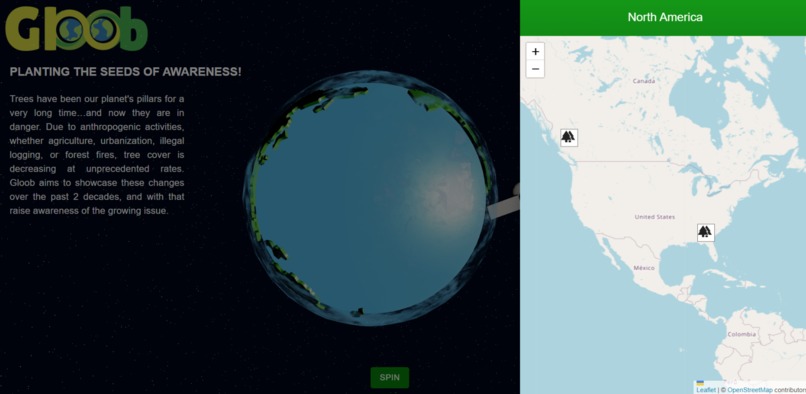 Gloob
PLANTING THE SEEDS OF AWARENESS!
Trees have been our planet's pillars for a
very long time...and now they are in
danger. Due to anthropogenic activities,
whether agriculture, urbanization, illegal
logging, or forest fires, tree cover is
decreasing at unprecedented rates.
Gloob aims to showcase these changes
over the past 2 decades, and with that
raise awareness of the growing issue.
SPIN
North America
+
−
Canada
United States
México
Colombia
Leaflet | © OpenStreetMap contributors